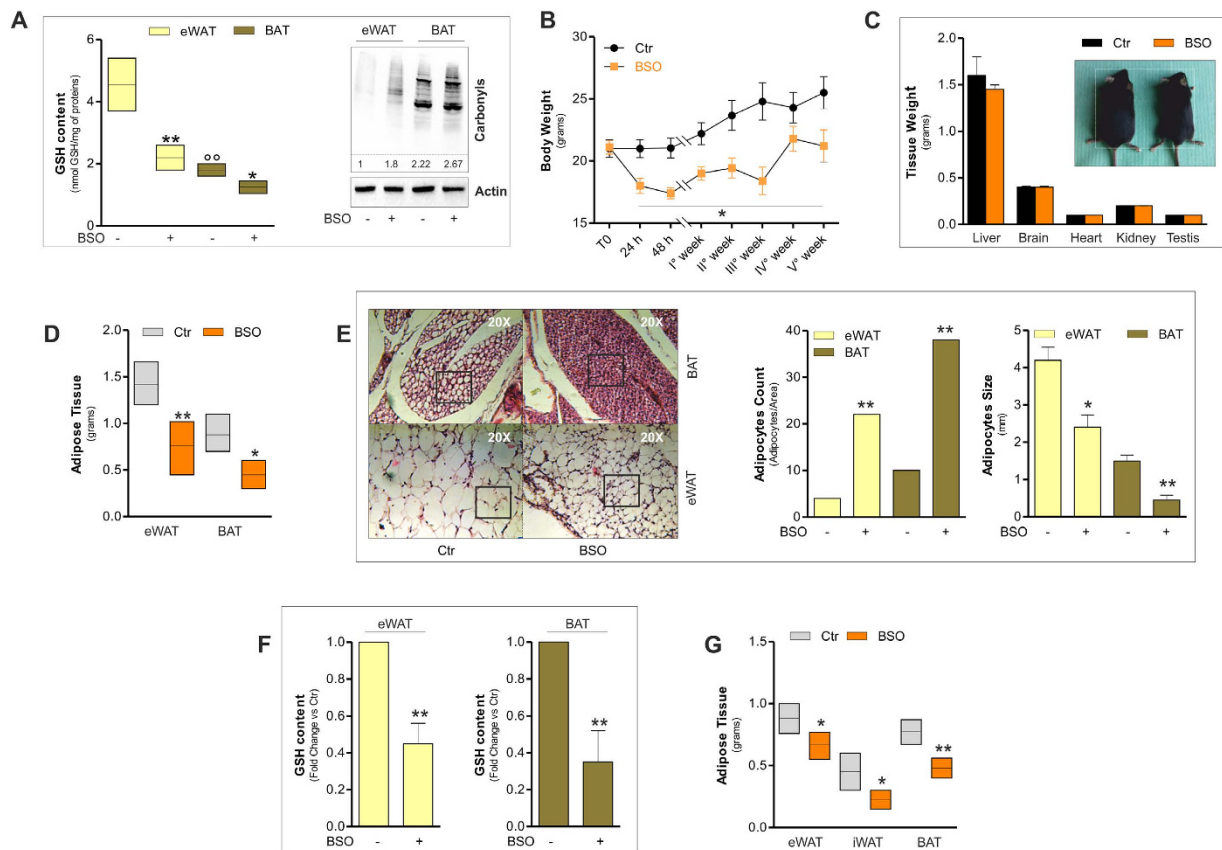 A
eWAT
BAT
GSH content
(nmol GSH/mg of proteins)
6
4
2
0
**
°°
*
BSO
-
+
-
+
eWAT
BAT
Carbonyls
1
1.8
2.22
2.67
Actin
BSO
-
+
-
+
B
Ctr
BSO
Body Weight
(grams)
30
25
20
15
*
T0
24 h
48 h
I° week
II° week
III° week
IV° week
V° week
C
Ctr
BSO
Tissue Weight
(grams)
2.0
1.5
1.0
0.5
0.0
Liver
Brain
Heart
Kidney
Testis
D
Ctr
BSO
Adipose Tissue
(grams)
2.0
1.5
1.0
0.5
0.0
**
*
eWAT
BAT
E
20X
20X
BAT
20X
20X
eWAT
Ctr
BSO
eWAT
BAT
Adipocytes Count
(Adipocytes/Area)
40
20
10
0
**
**
BSO
-
+
-
+
eWAT
BAT
Adipocytes Size
(mm)
5
4
3
2
1
0
*
**
BSO
-
+
-
+
F
eWAT
GSH content
(Fold Change vs Ctr)
1.0
0.8
0.6
0.4
0.2
0.0
**
BSO
-
+
BAT
GSH content
(Fold Change vs Ctr)
1.0
0.8
0.6
0.4
0.2
0.0
**
BSO
-
+
G
Ctr
BSO
Adipose Tissue
(grams)
1.5
1.0
0.5
0.0
*
*
**
eWAT
iWAT
BAT